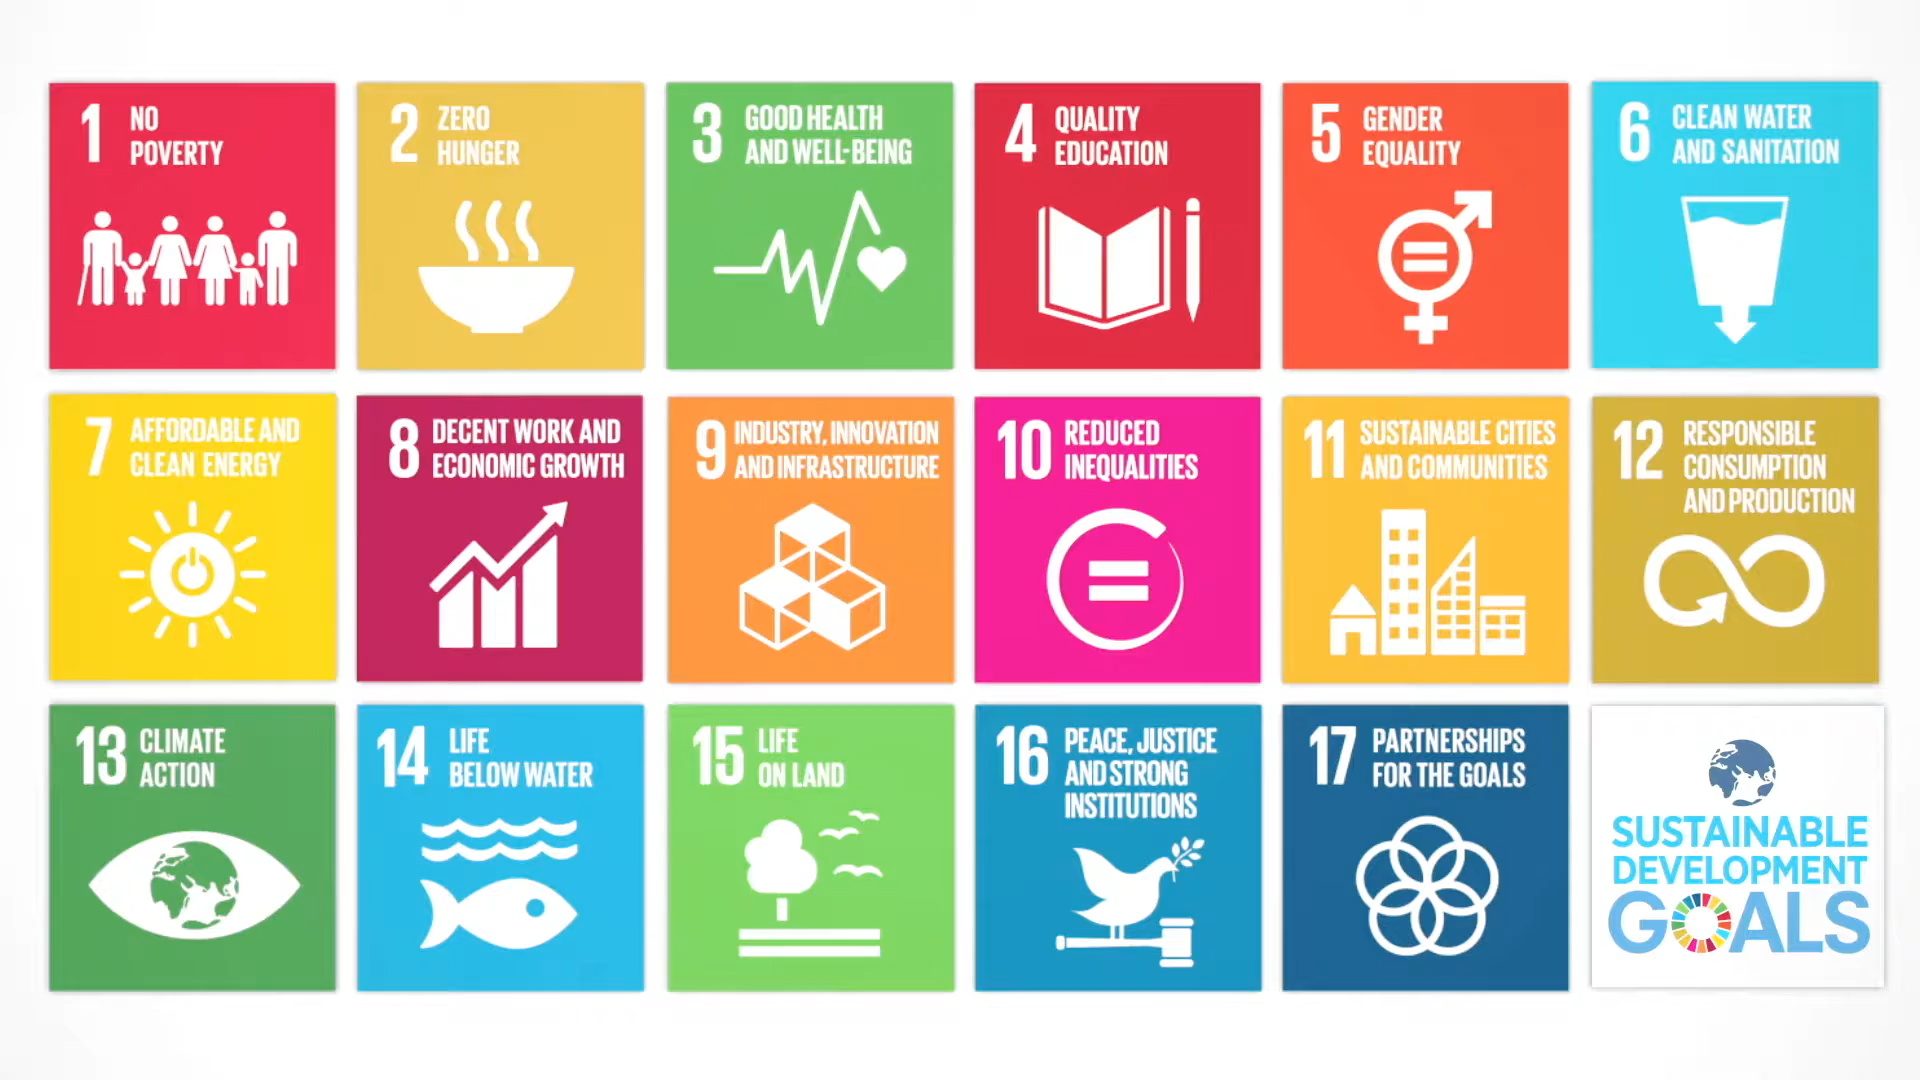 1 NO
POVERTY
2 ZERO
HUNGER
3 GOOD HEALTH
AND WELL-BEING
4 QUALITY
EDUCATION
5 GENDER
EQUALITY
6 CLEAN WATER
AND SANITATION
7 AFFORDABLE AND
CLEAN ENERGY
8 DECENT WORK AND
ECONOMIC GROWTH
9 INDUSTRY, INNOVATION
AND INFRASTRUCTURE
10 REDUCED
INEQUALITIES
11 SUSTAINABLE CITIES
AND COMMUNITIES
12 RESPONSIBLE
CONSUMPTION
AND PRODUCTION
13 CLIMATE
ACTION
14 LIFE
BELOW WATER
15 LIFE
ON LAND
16 PEACE, JUSTICE
AND STRONG
INSTITUTIONS
17 PARTNERSHIPS
FOR THE GOALS
SUSTAINABLE
DEVELOPMENT
GOALS